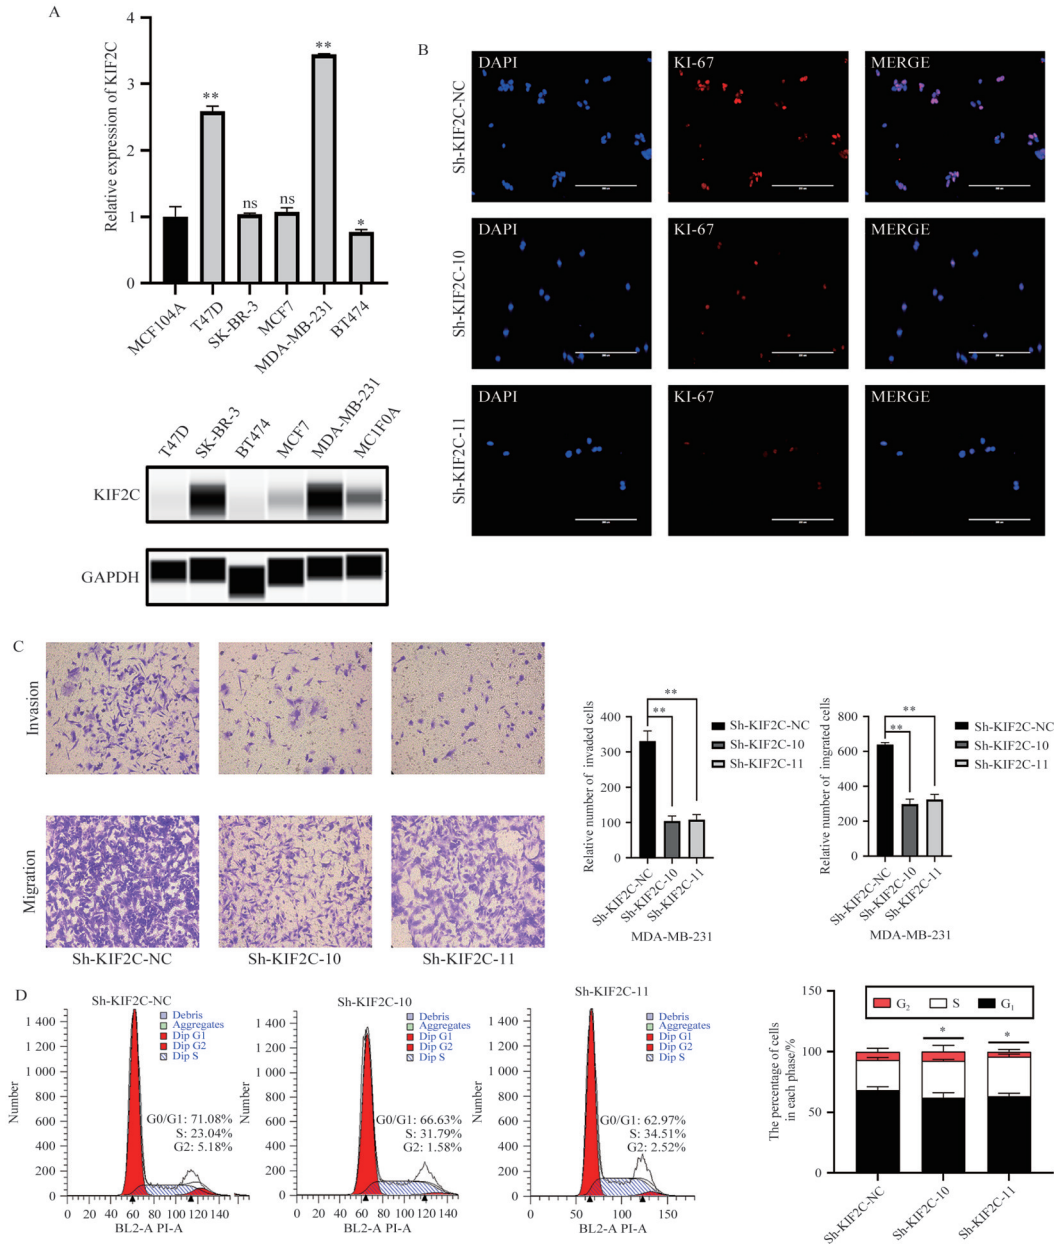 A
Relative expression of KIF2C
4
3
2
1
0
**
ns
ns
**
*
MCF104A
T47D
SK-BR-3
MCF7
MDA-MB-231
BT474
T47D
SK-BR-3
BT474
MCF7
MDA-MB-231
MC1F0A
KIF2C
GAPDH
B
Sh-KIF2C-NC
DAPI
KI-67
MERGE
Sh-KIF2C-10
DAPI
KI-67
MERGE
Sh-KIF2C-11
DAPI
KI-67
MERGE
C
Invasion
Migration
Sh-KIF2C-NC
Sh-KIF2C-10
Sh-KIF2C-11
Relative number of invaded cells
400
300
200
100
0
**
**
Sh-KIF2C-NC
Sh-KIF2C-10
Sh-KIF2C-11
Sh-KIF2C-NC
Sh-KIF2C-10
Sh-KIF2C-11
MDA-MB-231
Relative number of ingrated cells
800
600
400
200
0
**
**
Sh-KIF2C-NC
Sh-KIF2C-10
Sh-KIF2C-11
Sh-KIF2C-NC
Sh-KIF2C-10
Sh-KIF2C-11
MDA-MB-231
D
Sh-KIF2C-NC
Number
1 400
1 200
1 000
800
600
400
200
0
Debris
Aggregates
Dip G1
Dip G2
Dip S
G0/G1: 71.08%
S: 23.04%
G2: 5.18%
0 20 40 60 80 100 120 160
BL2-A PI-A
Sh-KIF2C-10
Number
1 400
1 200
1 000
800
600
400
200
0
Debris
Aggregates
Dip G1
Dip G2
Dip S
G0/G1: 66.63%
S: 31.79%
G2: 1.58%
0 20 40 60 80 100 140
BL2-A PI-A
Sh-KIF2C-11
Number
1 400
1 200
1 000
800
600
400
200
0
Debris
Aggregates
Dip G1
Dip G2
Dip S
G0/G1: 62.97%
S: 34.51%
G2: 2.52%
0 50 100 150
BL2-A PI-A
The percentage of cells
in each phase/%
150
100
50
0
G₂ S G₁
*
*
Sh-KIF2C-NC
Sh-KIF2C-10
Sh-KIF2C-11